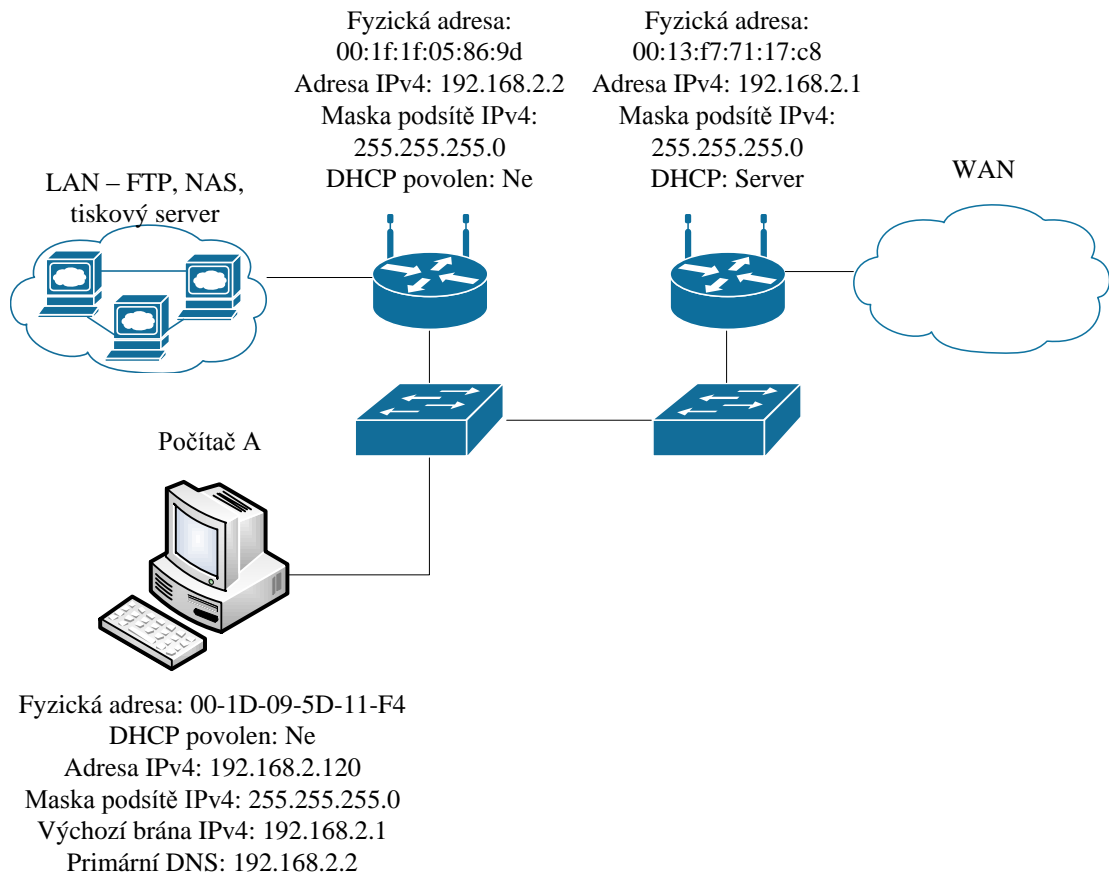 Fyzická adresa:
00:1f:1f:05:86:9d
Adresa IPv4: 192.168.2.2
Maska podsítě IPv4:
255.255.255.0
DHCP povolen: Ne
Fyzická adresa:
00:13:f7:71:17:c8
Adresa IPv4: 192.168.2.1
Maska podsítě IPv4:
255.255.255.0
DHCP: Server
LAN – FTP, NAS,
tiskový server
WAN
Počítač A
Fyzická adresa: 00-1D-09-5D-11-F4
DHCP povolen: Ne
Adresa IPv4: 192.168.2.120
Maska podsítě IPv4: 255.255.255.0
Výchozí brána IPv4: 192.168.2.1
Primární DNS: 192.168.2.2